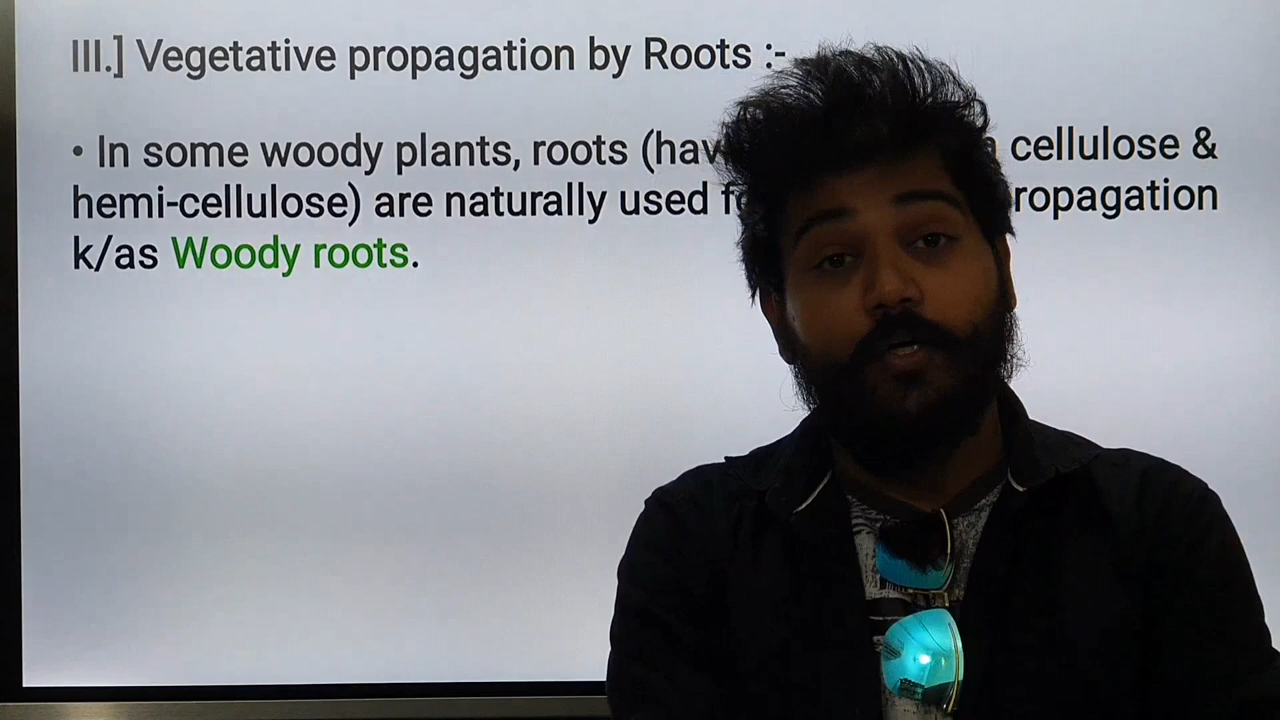 III.] Vegetative propagation by Roots :-
• In some woody plants, roots (hav cellulose &
hemi-cellulose) are naturally used f ropagation
k/as Woody roots.